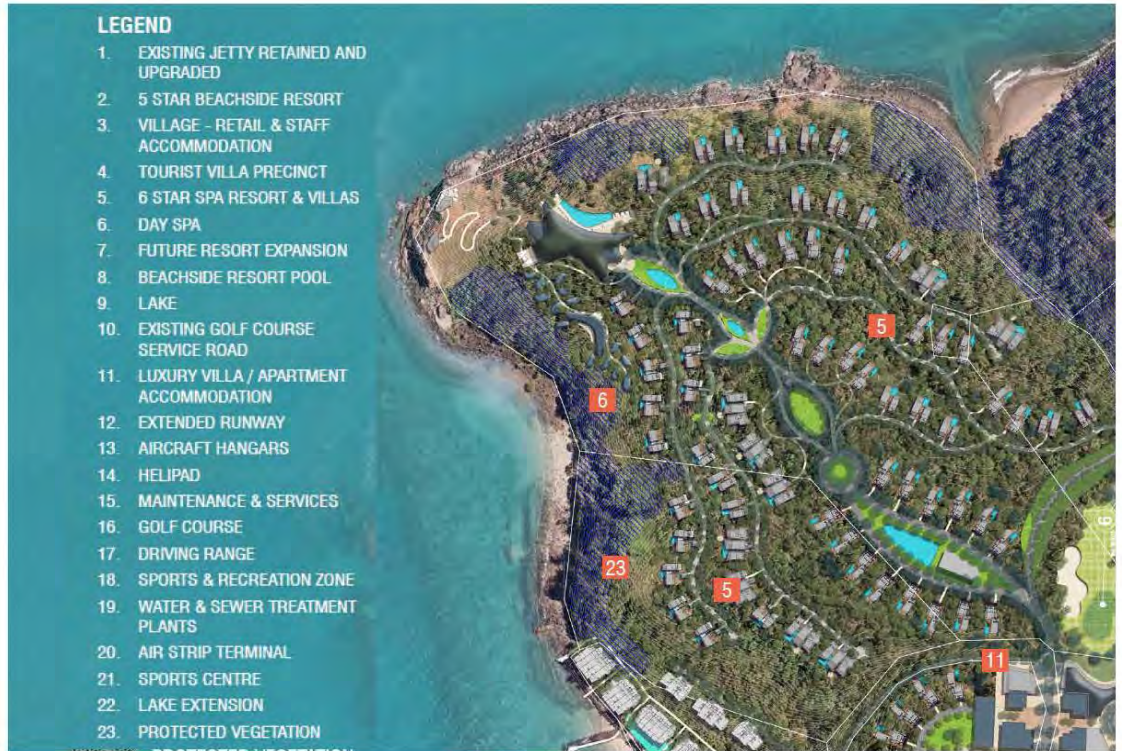 LEGEND
1. EXISTING JETTY RETAINED AND
UPGRADED
2. 5 STAR BEACHSIDE RESORT
3. VILLAGE - RETAIL & STAFF
ACCOMMODATION
4. TOURIST VILLA PRECINCT
5. 6 STAR SPA RESORT & VILLAS
6. DAY SPA
7. FUTURE RESORT EXPANSION
8. BEACHSIDE RESORT POOL
9. LAKE
10. EXISTING GOLF COURSE
SERVICE ROAD
11. LUXURY VILLA / APARTMENT
ACCOMMODATION
12. EXTENDED RUNWAY
13. AIRCRAFT HANGARS
14. HELIPAD
15. MAINTENANCE & SERVICES
16. GOLF COURSE
17. DRIVING RANGE
18. SPORTS & RECREATION ZONE
19. WATER & SEWER TREATMENT
PLANTS
20. AIR STRIP TERMINAL
21. SPORTS CENTRE
22. LAKE EXTENSION
23. PROTECTED VEGETATION
PROTECTED VEGETATION
5
6
23
5
11
9